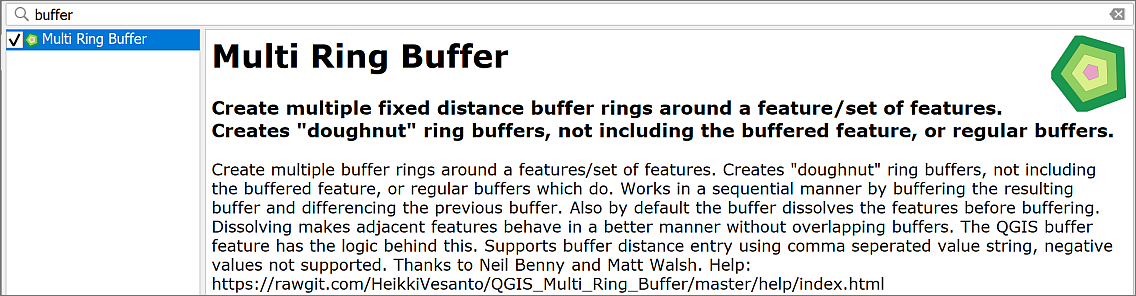 buffer
Multi Ring Buffer
Multi Ring Buffer
Create multiple fixed distance buffer rings around a feature/set of features.
Creates "doughnut" ring buffers, not including the buffered feature, or regular buffers.
Create multiple buffer rings around a features/set of features. Creates "doughnut" ring buffers, not including
the buffered feature, or regular buffers which do. Works in a sequential manner by buffering the resulting
buffer and differencing the previous buffer. Also by default the buffer dissolves the features before buffering.
Dissolving makes adjacent features behave in a better manner without overlapping buffers. The QGIS buffer
feature has the logic behind this. Supports buffer distance entry using comma seperated value string, negative
values not supported. Thanks to Neil Benny and Matt Walsh. Help:
https://rawgit.com/HeikkiVesanto/QGIS_Multi_Ring_Buffer/master/help/index.html